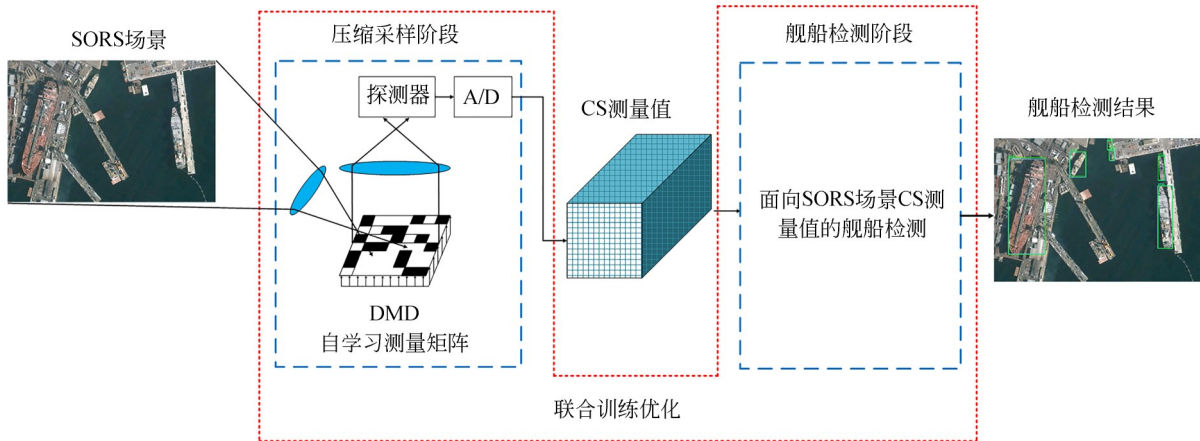 SORS场景
压缩采样阶段
探测器
A/D
DMD
自学习测量矩阵
CS测量值
舰船检测阶段
面向SORS场景CS测
量值的舰船检测
舰船检测结果
联合训练优化